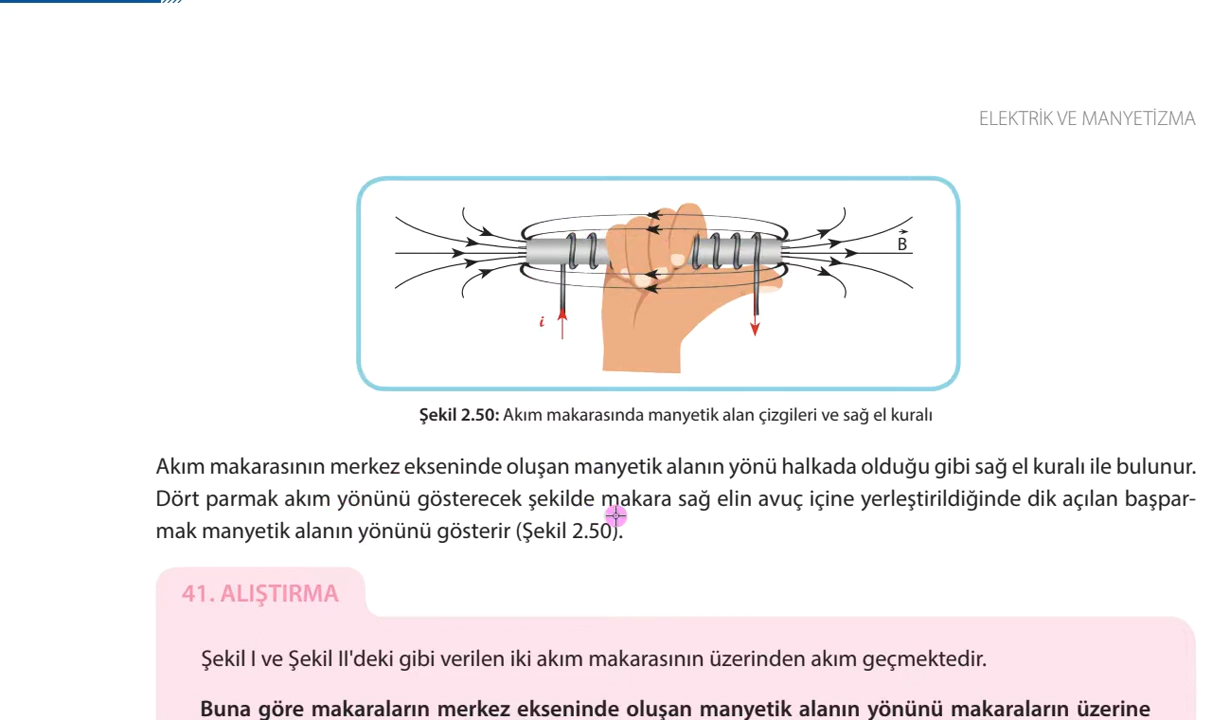 ELEKTRİK VE MANYETİZMA
B
i
Şekil 2.50: Akım makarasında manyetik alan çizgileri ve sağ el kuralı
Akım makarasının merkez ekseninde oluşan manyetik alanın yönü halkada olduğu gibi sağ el kuralı ile bulunur.
Dört parmak akım yönünü gösterecek şekilde makara sağ elin avuç içine yerleştirildiğinde dik açılan başpar-
mak manyetik alanın yönünü gösterir (Şekil 2.50).
41. ALIŞTIRMA
Şekil I ve Şekil II'deki gibi verilen iki akım makarasının üzerinden akım geçmektedir.
Buna göre makaraların merkez ekseninde oluşan manyetik alanın yönünü makaraların üzerine